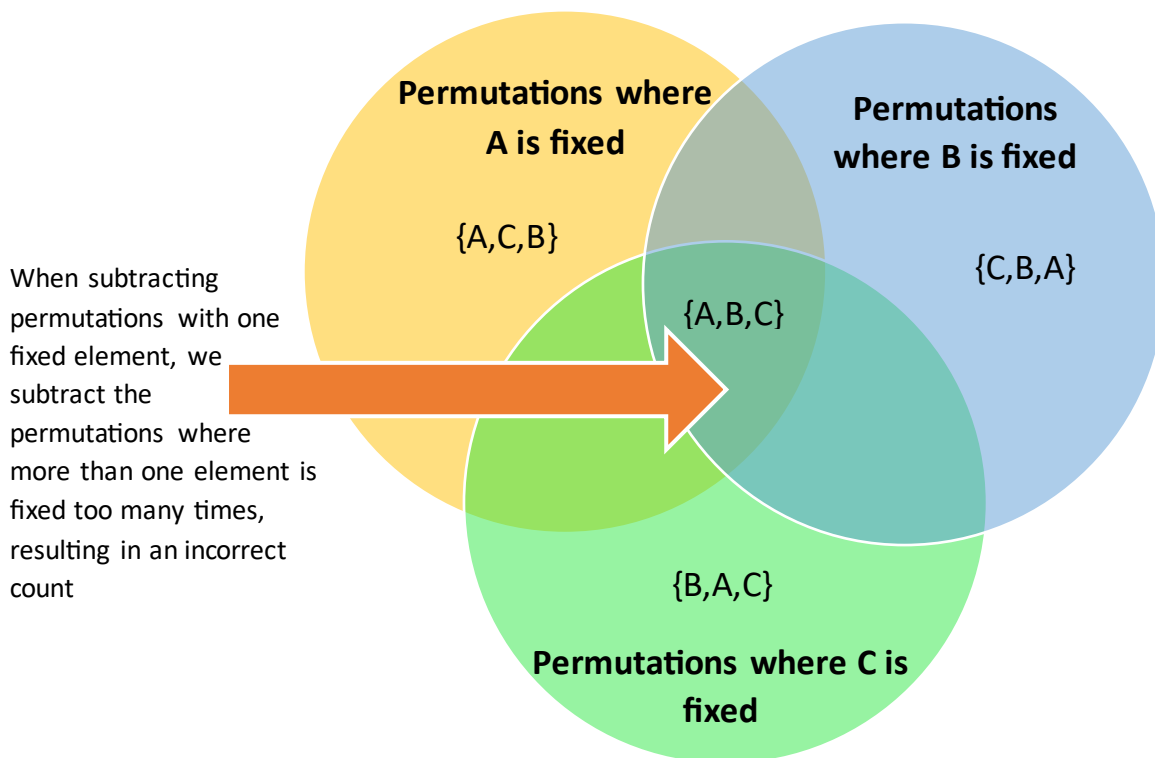 Permutations where
A is fixed
Permutations
where B is fixed
{A,C,B}
{C,B,A}
When subtracting
permutations with one
fixed element, we
subtract the
permutations where
more than one element is
fixed too many times,
resulting in an incorrect
count
{A,B,C}
{B,A,C}
Permutations where C is
fixed